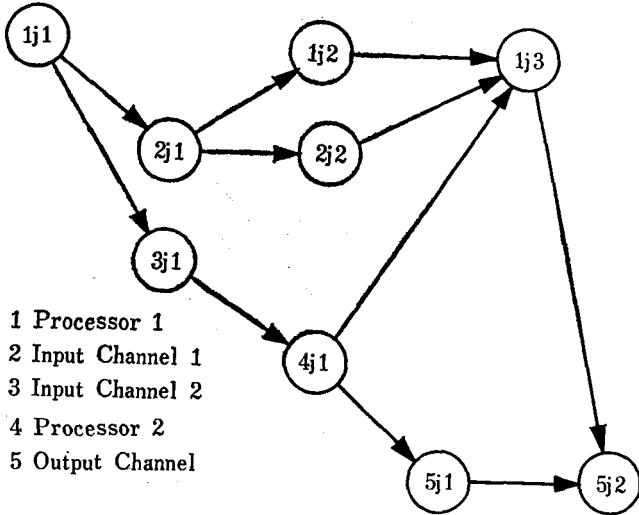 1j1
1j2
1j3
2j1
2j2
3j1
4j1
1 Processor 1
2 Input Channel 1
3 Input Channel 2
4 Processor 2
5 Output Channel
5j1
5j2